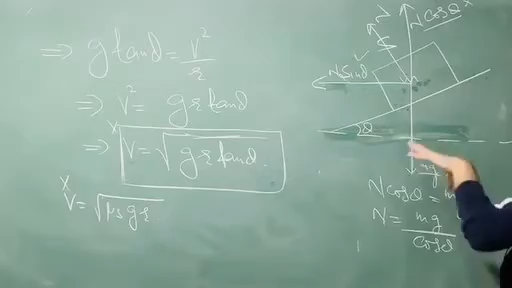 ⇒ g tanθ = v²/r
⇒ v² = g r tanθ
⇒ v = √(g r tanθ).
v = √(μs g r)
N
N cosθ
N sinθ
θ
mg
N cosθ = m
N = mg/cosθ